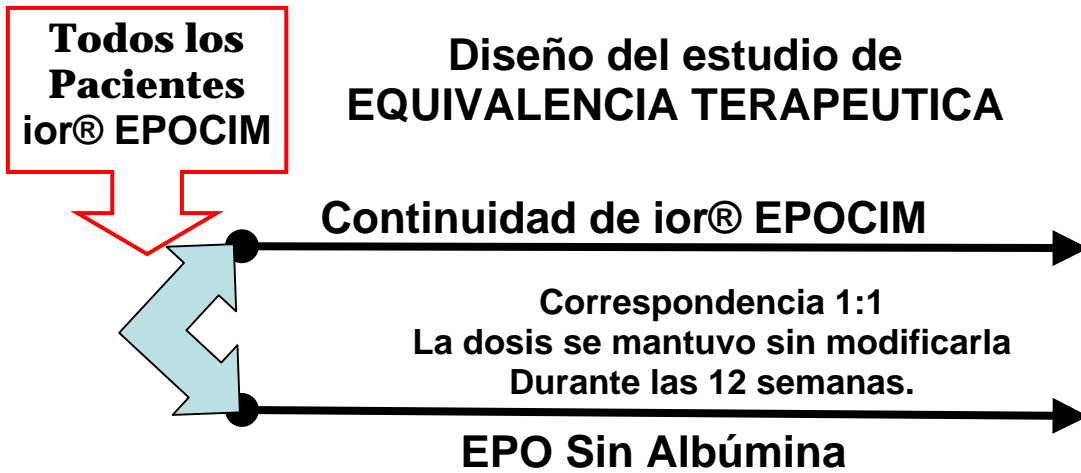 Todos los
Pacientes
ior® EPOCIM
Diseño del estudio de
EQUIVALENCIA TERAPEUTICA
Continuidad de ior® EPOCIM
Correspondencia 1:1
La dosis se mantuvo sin modificarla
Durante las 12 semanas.
EPO Sin Albúmina